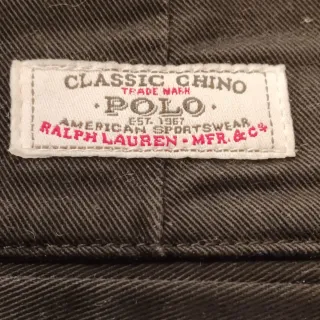 CLASSIC CHINO
TRADE MARK
· POLO ·
EST. 1967
AMERICAN SPORTSWEAR
RALPH LAUREN - MFR. & Co